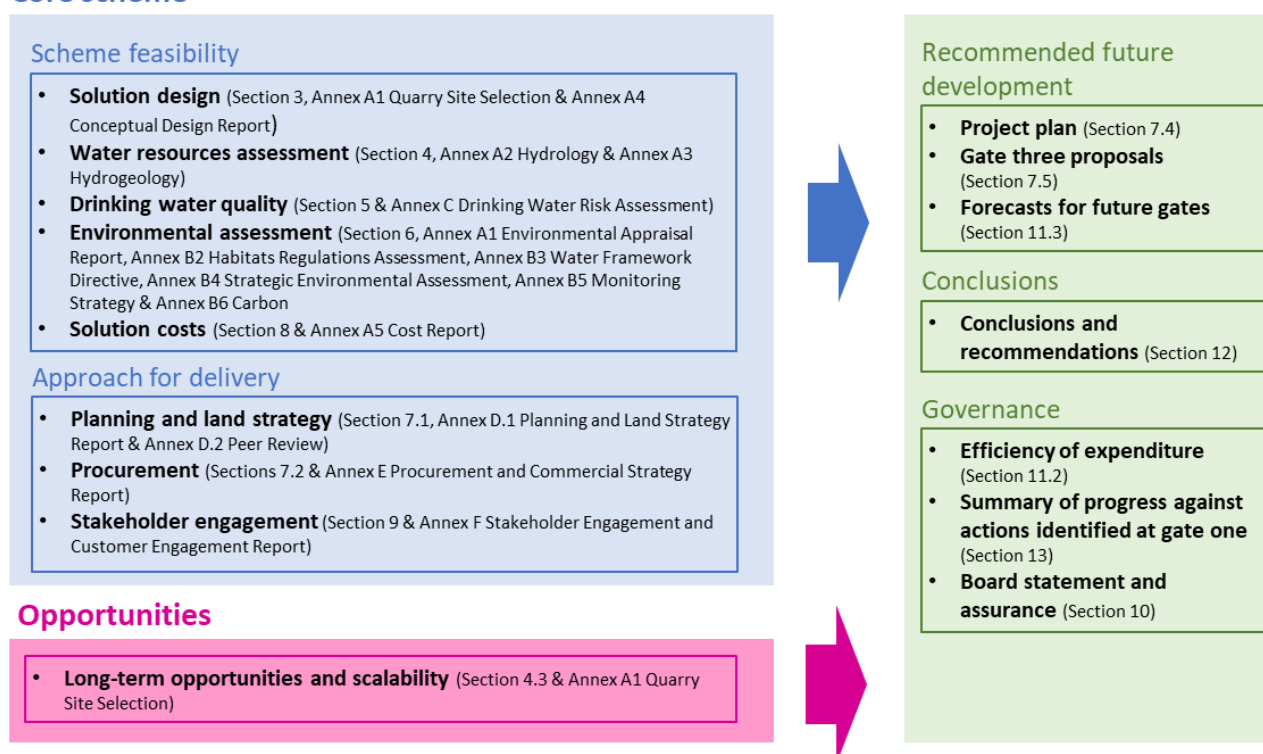 Core scheme
Scheme feasibility
• Solution design (Section 3, Annex A1 Quarry Site Selection & Annex A4
Conceptual Design Report)
• Water resources assessment (Section 4, Annex A2 Hydrology & Annex A3
Hydrogeology)
• Drinking water quality (Section 5 & Annex C Drinking Water Risk Assessment)
• Environmental assessment (Section 6, Annex A1 Environmental Appraisal
Report, Annex B2 Habitats Regulations Assessment, Annex B3 Water Framework
Directive, Annex B4 Strategic Environmental Assessment, Annex B5 Monitoring
Strategy & Annex B6 Carbon
• Solution costs (Section 8 & Annex A5 Cost Report)
Approach for delivery
• Planning and land strategy (Section 7.1, Annex D.1 Planning and Land Strategy
Report & Annex D.2 Peer Review)
• Procurement (Sections 7.2 & Annex E Procurement and Commercial Strategy
Report)
• Stakeholder engagement (Section 9 & Annex F Stakeholder Engagement and
Customer Engagement Report)
Opportunities
• Long-term opportunities and scalability (Section 4.3 & Annex A1 Quarry
Site Selection)
Recommended future
development
• Project plan (Section 7.4)
• Gate three proposals
(Section 7.5)
• Forecasts for future gates
(Section 11.3)
Conclusions
• Conclusions and
recommendations (Section 12)
Governance
• Efficiency of expenditure
(Section 11.2)
• Summary of progress against
actions identified at gate one
(Section 13)
• Board statement and
assurance (Section 10)